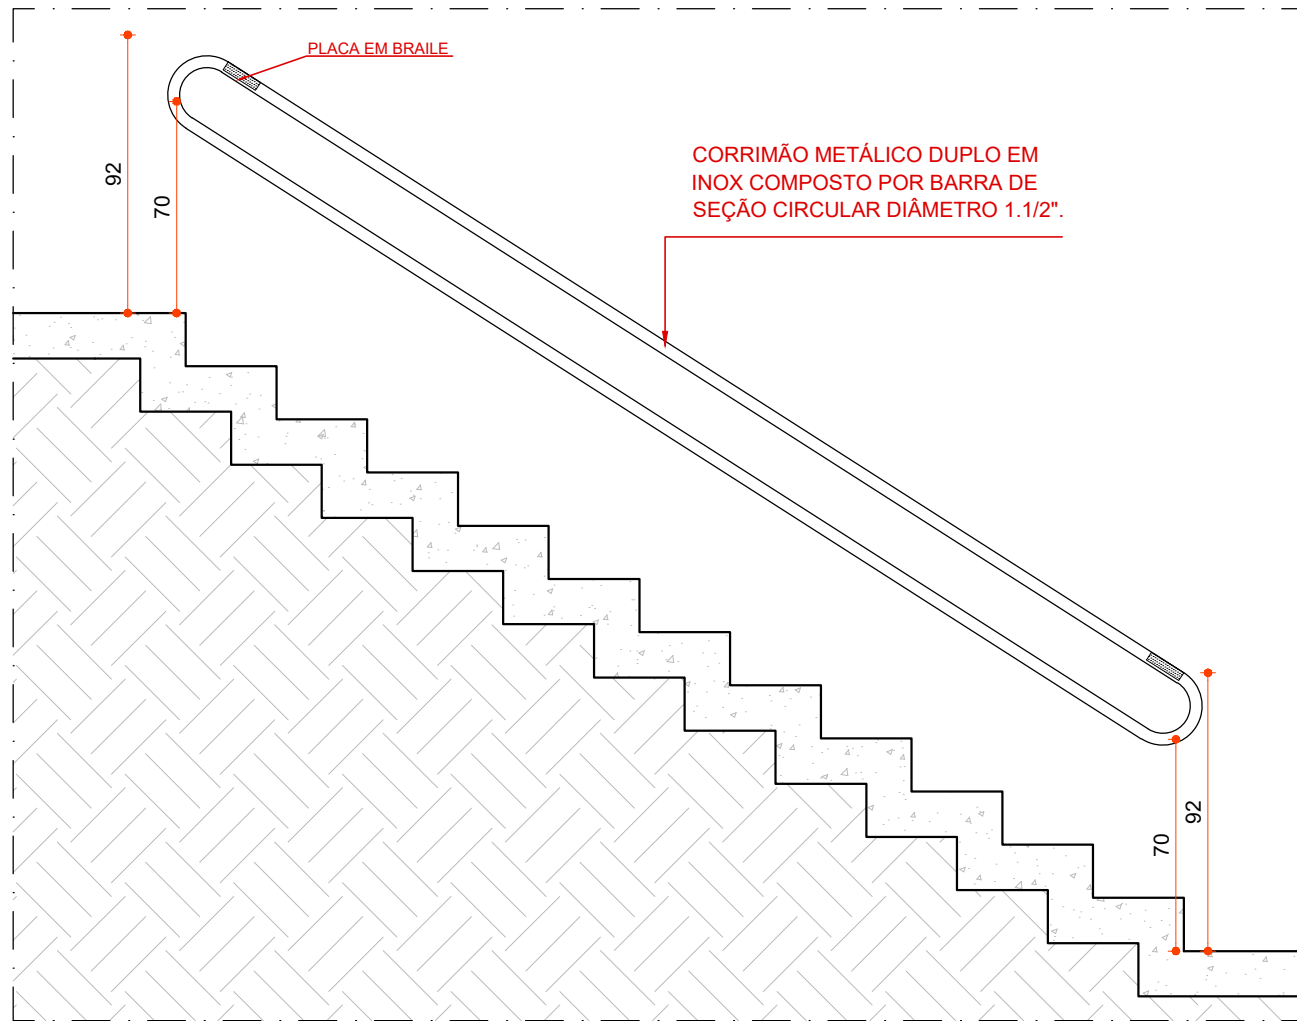 PLACA EM BRAILE
CORRIMÃO METÁLICO DUPLO EM
INOX COMPOSTO POR BARRA DE
SEÇÃO CIRCULAR DIÂMETRO 1.1/2".
92
70
92
70